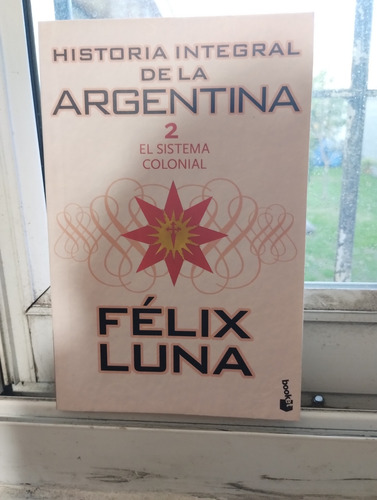 HISTORIA INTEGRAL
DE LA
ARGENTINA
2
EL SISTEMA
COLONIAL
FÉLIX
LUNA
booket